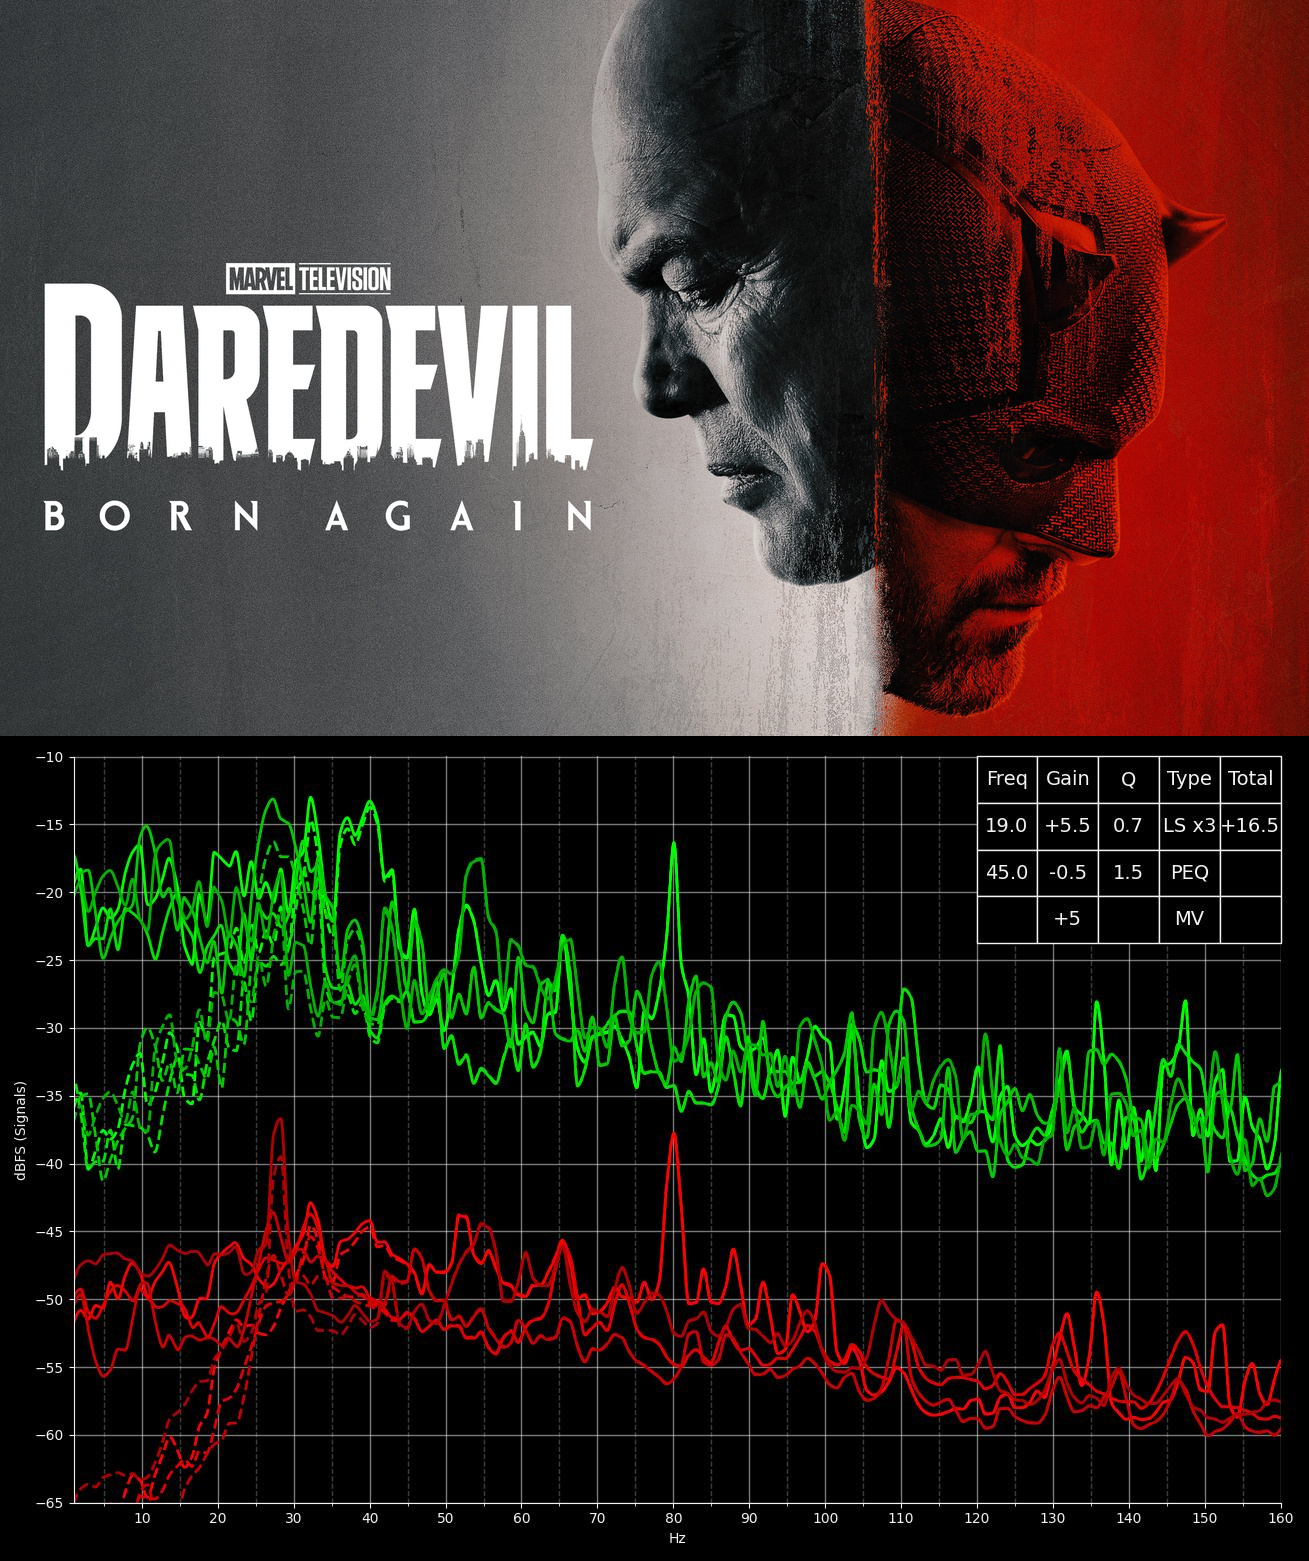 MARVEL TELEVISION
DAREDEVIL
BORN AGAIN
Freq Gain Q Type Total
19.0 +5.5 0.7 LS x3 +16.5
45.0 -0.5 1.5 PEQ
+5 MV
−10
−15
−20
−25
−30
−35
−40
−45
−50
−55
−60
−65
dBFS (Signals)
10 20 30 40 50 60 70 80 90 100 110 120 130 140 150 160
Hz